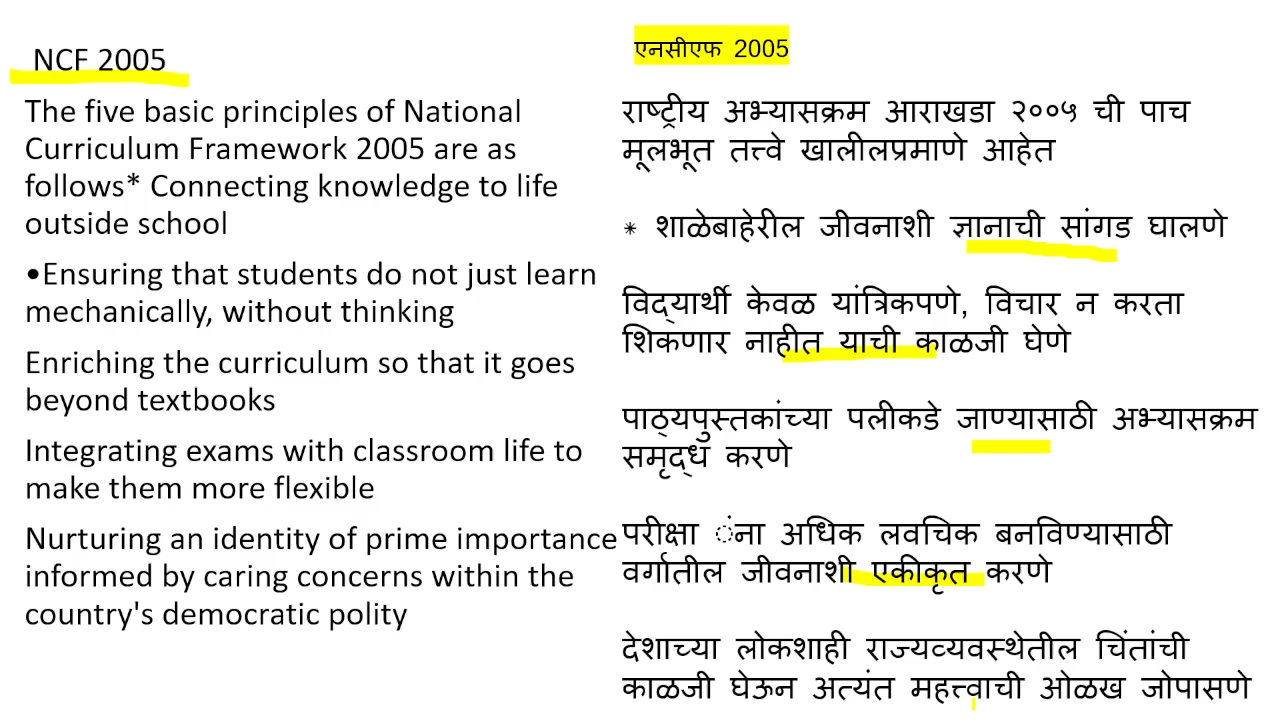 NCF 2005
The five basic principles of National
Curriculum Framework 2005 are as
follows* Connecting knowledge to life
outside school
•Ensuring that students do not just learn
mechanically, without thinking
Enriching the curriculum so that it goes
beyond textbooks
Integrating exams with classroom life to
make them more flexible
Nurturing an identity of prime importance
informed by caring concerns within the
country's democratic polity
एनसीएफ 2005
राष्ट्रीय अभ्यासक्रम आराखडा २००५ ची पाच
मूलभूत तत्त्वे खालीलप्रमाणे आहेत
* शाळेबाहेरील जीवनाशी ज्ञानाची सांगड घालणे
विद्यार्थी केवळ यांत्रिकपणे, विचार न करता
शिकणार नाहीत याची काळजी घेणे
पाठ्यपुस्तकांच्या पलीकडे जाण्यासाठी अभ्यासक्रम
समृद्ध करणे
परीक्षा ंना अधिक लवचिक बनविण्यासाठी
वर्गातील जीवनाशी एकीकृत करणे
देशाच्या लोकशाही राज्यव्यवस्थेतील चिंतांची
काळजी घेऊन अत्यंत महत्त्वाची ओळख जोपासणे